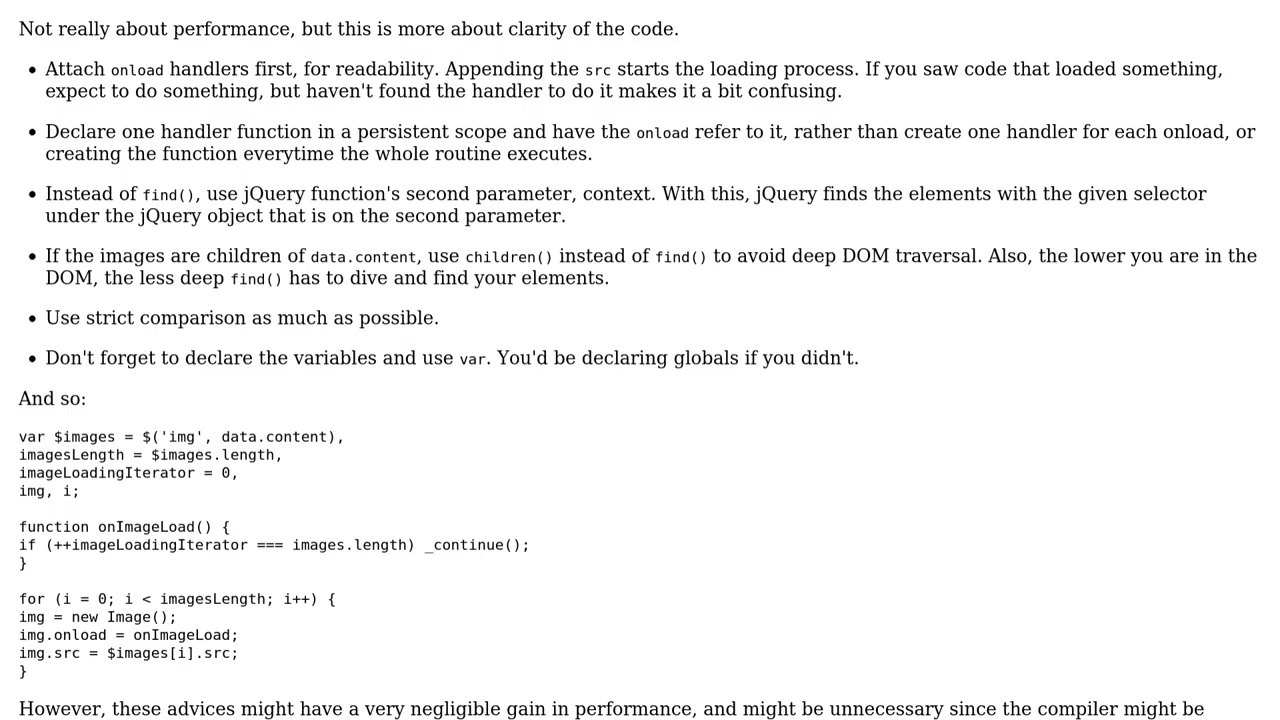 Not really about performance, but this is more about clarity of the code.
• Attach onload handlers first, for readability. Appending the src starts the loading process. If you saw code that loaded something,
expect to do something, but haven't found the handler to do it makes it a bit confusing.
• Declare one handler function in a persistent scope and have the onload refer to it, rather than create one handler for each onload, or
creating the function everytime the whole routine executes.
• Instead of find(), use jQuery function's second parameter, context. With this, jQuery finds the elements with the given selector
under the jQuery object that is on the second parameter.
• If the images are children of data.content, use children() instead of find() to avoid deep DOM traversal. Also, the lower you are in the
DOM, the less deep find() has to dive and find your elements.
• Use strict comparison as much as possible.
• Don't forget to declare the variables and use var. You'd be declaring globals if you didn't.
And so:
var $images = $('img', data.content),
imagesLength = $images.length,
imageLoadingIterator = 0,
img, i;
function onImageLoad() {
if (++imageLoadingIterator === images.length) _continue();
}
for (i = 0; i < imagesLength; i++) {
img = new Image();
img.onload = onImageLoad;
img.src = $images[i].src;
}
However, these advices might have a very negligible gain in performance, and might be unnecessary since the compiler might be